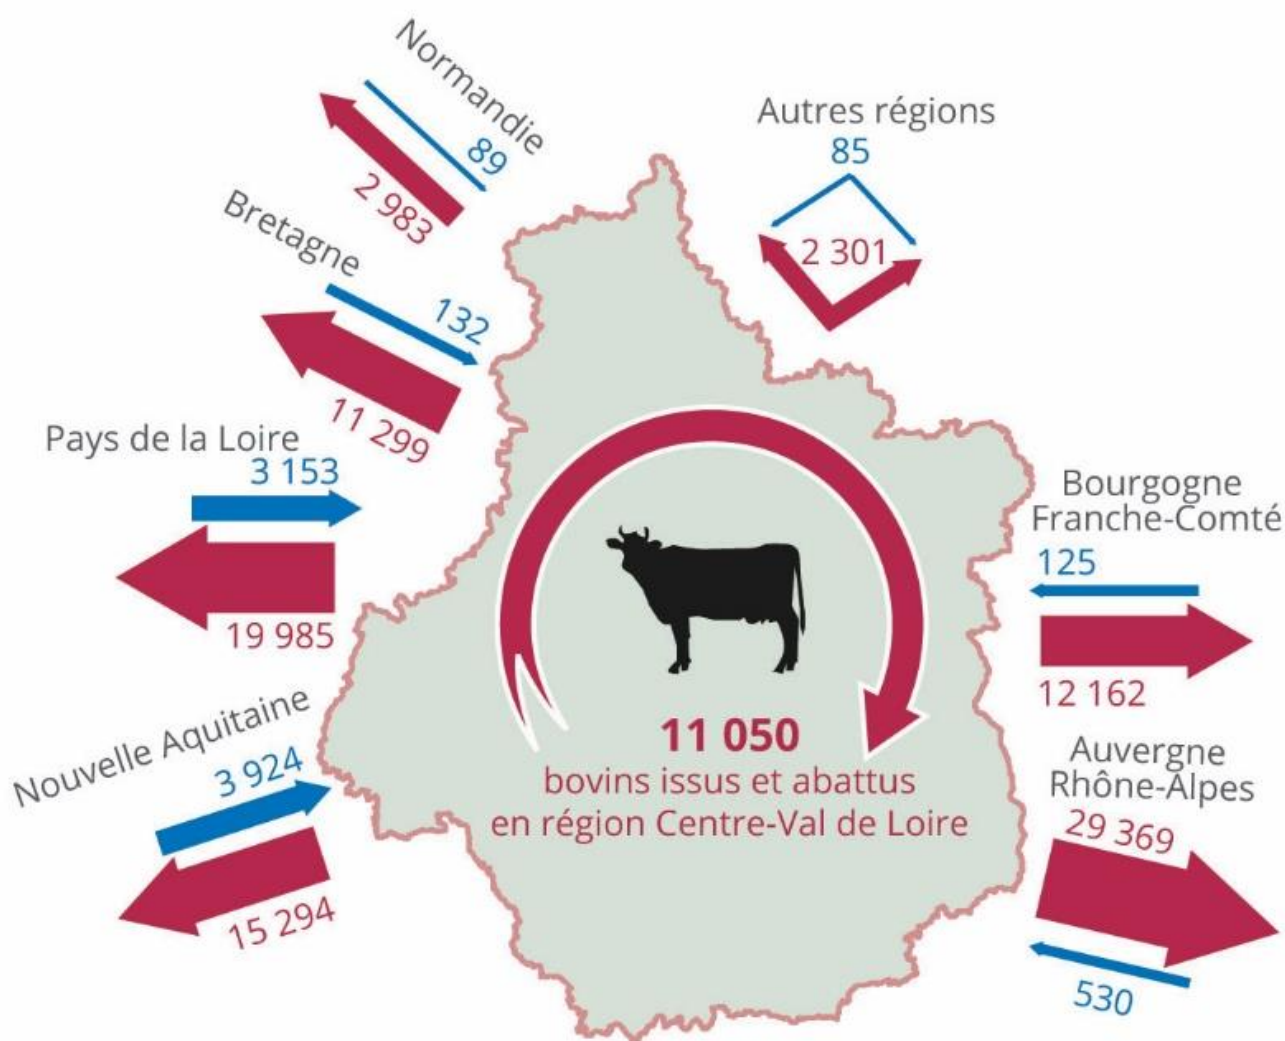 Normandie
89
2 983
Autres régions
85
2 301
Bretagne
132
11 299
Pays de la Loire
3 153
19 985
Bourgogne
Franche-Comté
125
12 162
Nouvelle Aquitaine
3 924
15 294
11 050
bovins issus et abattus
en région Centre-Val de Loire
Auvergne
Rhône-Alpes
29 369
530